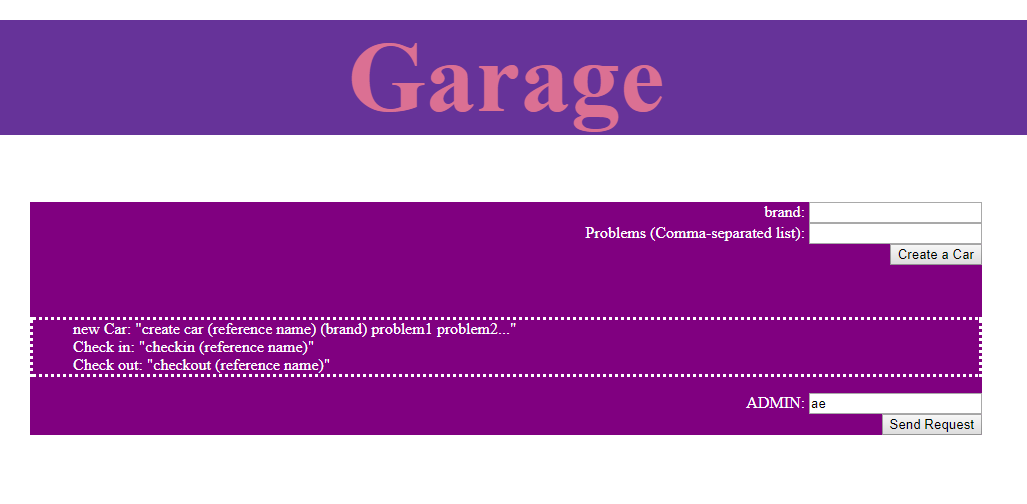 Garage
brand:
Problems (Comma-separated list):
Create a Car
new Car: "create car (reference name) (brand) problem1 problem2..."
Check in: "checkin (reference name)"
Check out: "checkout (reference name)"
ADMIN: ae
Send Request